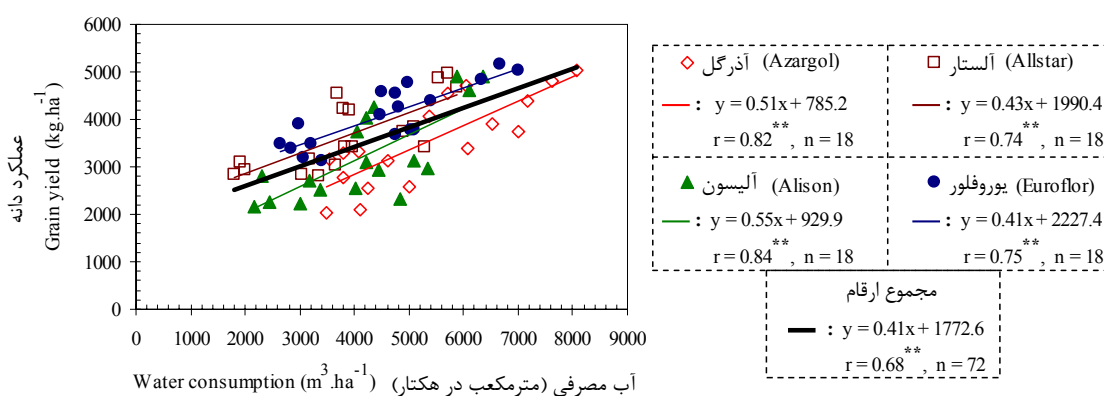 عملکرد دانه
Grain yield (kg.ha-1)
6000
5000
4000
3000
2000
1000
0
0 1000 2000 3000 4000 5000 6000 7000 8000 9000
Water consumption (m3.ha-1) آب مصرفی (مترمکعب در هکتار)
آذرگل (Azargol)
: y = 0.51x + 785.2
r = 0.82**, n = 18
آلستار (Allstar)
: y = 0.43x + 1990.4
r = 0.74**, n = 18
آلیسون (Alison)
: y = 0.55x + 929.9
r = 0.84**, n = 18
یوروفلور (Euroflor)
: y = 0.41x + 2227.4
r = 0.75**, n = 18
مجموع ارقام
: y = 0.41x + 1772.6
r = 0.68**, n = 72